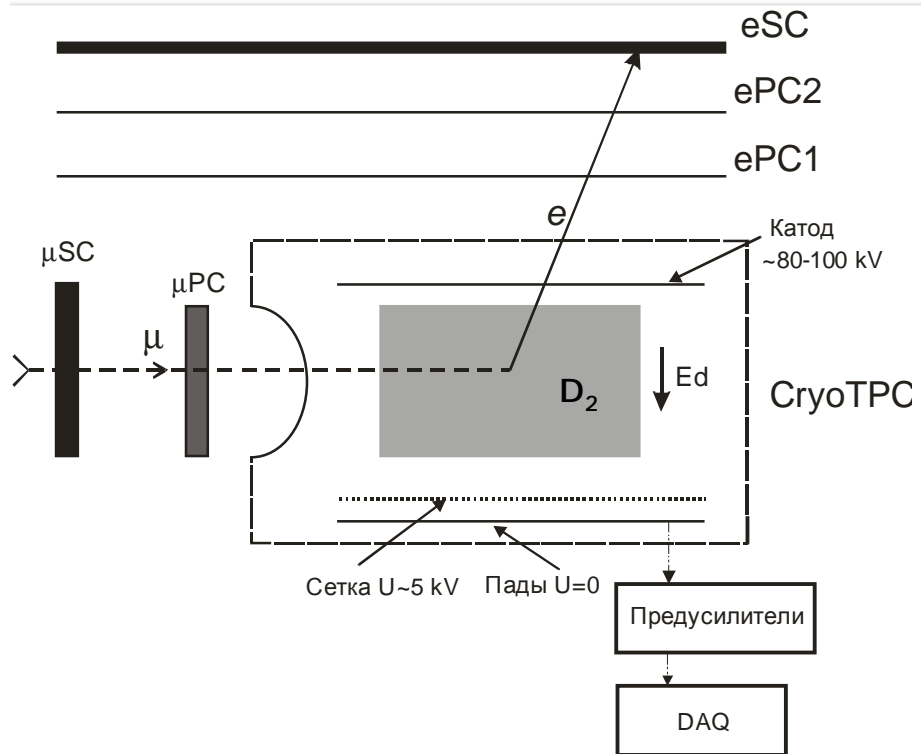 eSC
ePC2
ePC1
e
Катод
~80-100 kV
μSC
μPC
μ
Ed
D2
CryoTPC
Сетка U~5 kV
Пады U=0
Предусилители
DAQ